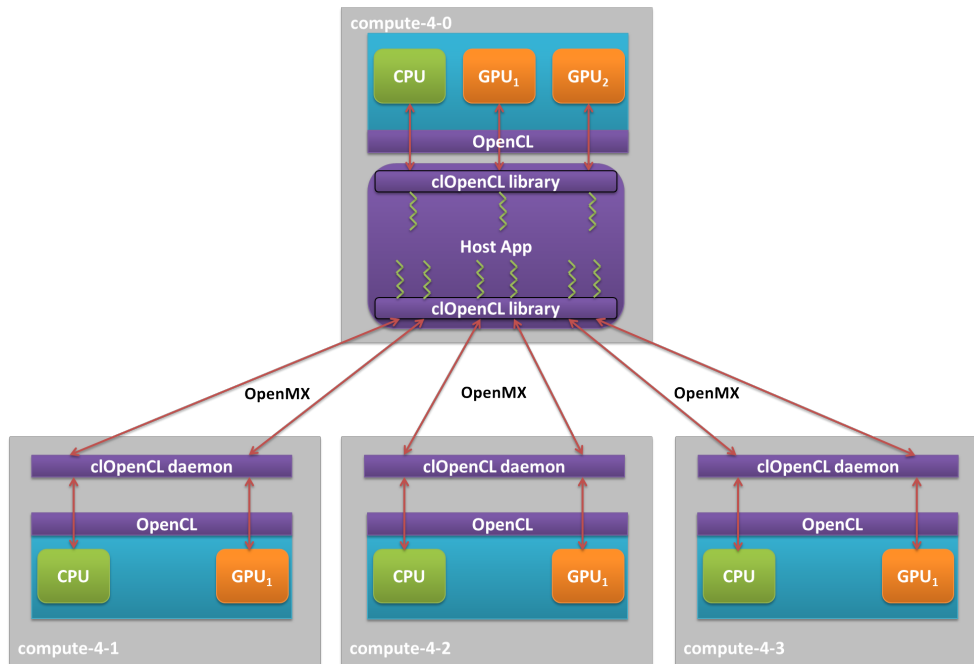 compute-4-0
CPU
GPU1
GPU2
OpenCL
clOpenCL library
Host App
clOpenCL library
OpenMX
OpenMX
OpenMX
clOpenCL daemon
OpenCL
CPU
GPU1
compute-4-1
clOpenCL daemon
OpenCL
CPU
GPU1
compute-4-2
clOpenCL daemon
OpenCL
CPU
GPU1
compute-4-3